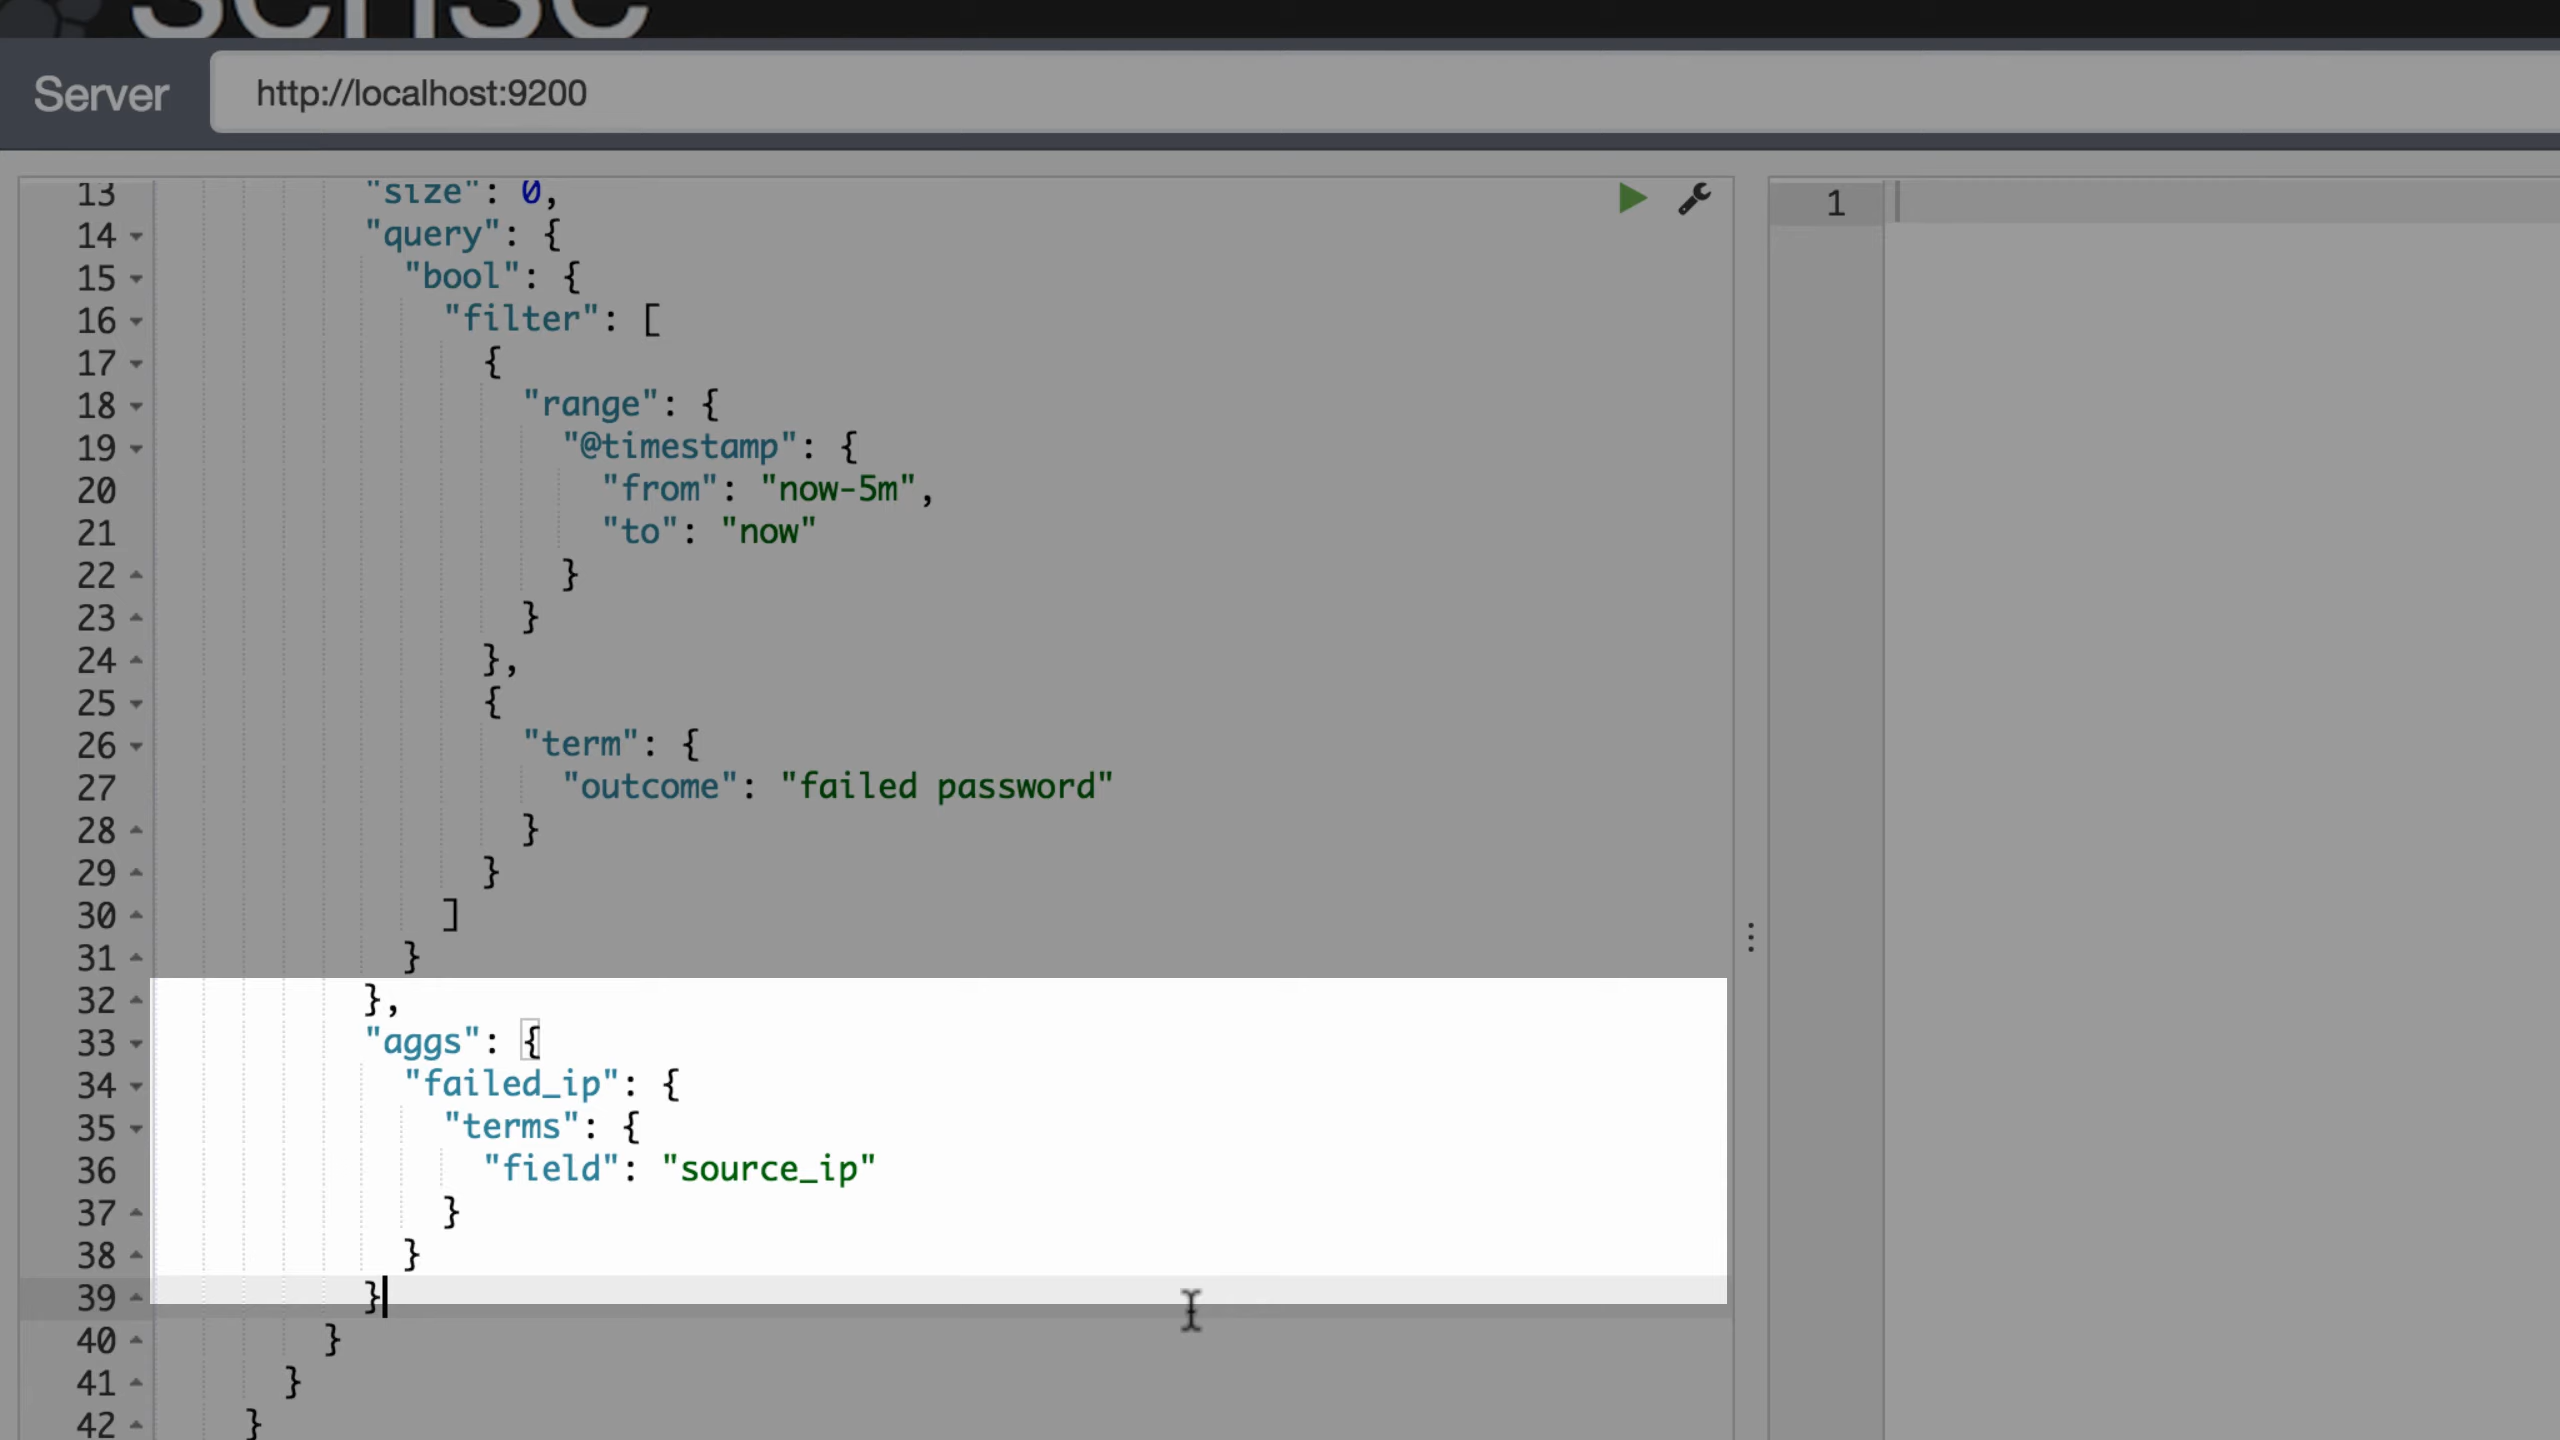 sense
Server http://localhost:9200
13 "size": 0,
14 "query": {
15 "bool": {
16 "filter": [
17 {
18 "range": {
19 "@timestamp": {
20 "from": "now-5m",
21 "to": "now"
22 }
23 }
24 },
25 {
26 "term": {
27 "outcome": "failed password"
28 }
29 }
30 ]
31 }
32 },
33 "aggs": {
34 "failed_ip": {
35 "terms": {
36 "field": "source_ip"
37 }
38 }
39 }
40 }
41 }
42 }
1